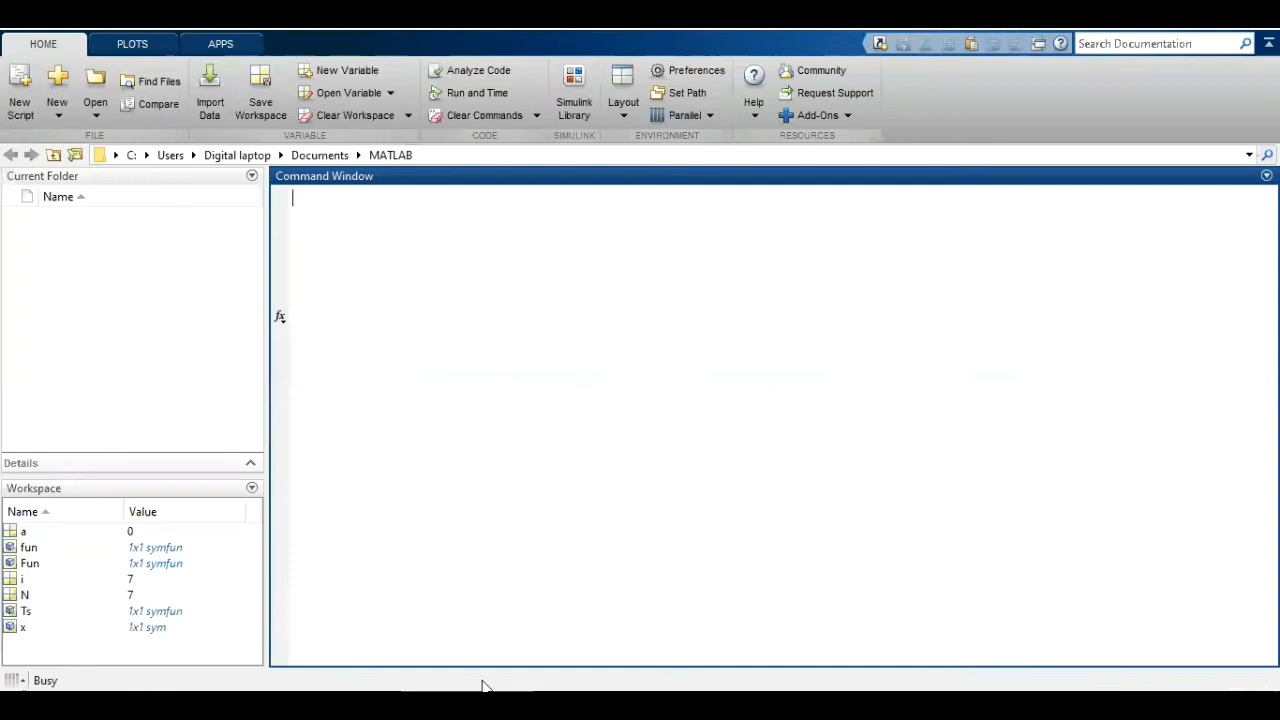 HOME PLOTS APPS
Search Documentation
New Script
New
Open
Find Files
Compare
FILE
Import Data
Save Workspace
New Variable
Open Variable
Clear Workspace
VARIABLE
Analyze Code
Run and Time
Clear Commands
CODE
Simulink Library
SIMULINK
Layout
Preferences
Set Path
Parallel
ENVIRONMENT
Help
Community
Request Support
Add-Ons
RESOURCES
C: Users Digital laptop Documents MATLAB
Current Folder
Name
Details
Workspace
Name Value
a 0
fun 1x1 symfun
Fun 1x1 symfun
i 7
N 7
Ts 1x1 symfun
x 1x1 sym
Command Window
fx
Busy